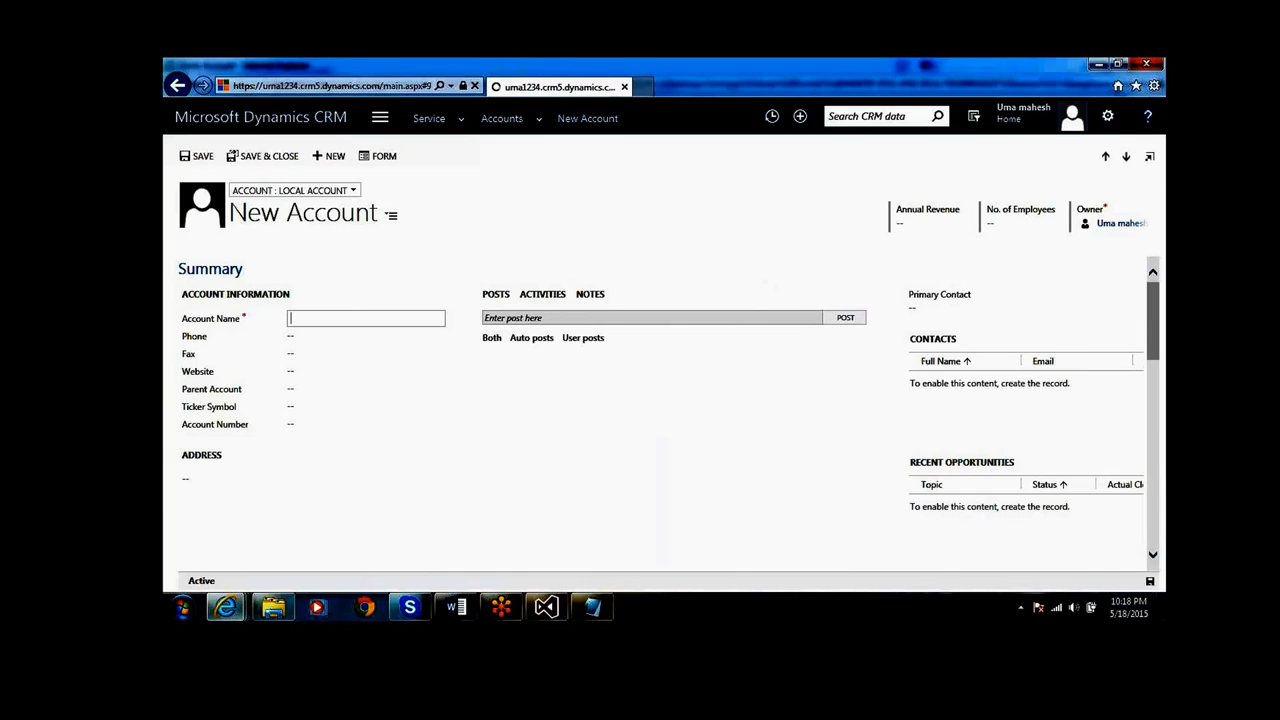 https://uma1234.crm5.dynamics.com/main.aspx#9
uma1234.crm5.dynamics.c...
Microsoft Dynamics CRM
Service
Accounts
New Account
Search CRM data
Uma mahesh
Home
?
SAVE
SAVE & CLOSE
+ NEW
FORM
ACCOUNT : LOCAL ACCOUNT
New Account
Annual Revenue
--
No. of Employees
--
Owner*
Uma mahesh
Summary
ACCOUNT INFORMATION
Account Name *
Phone --
Fax --
Website --
Parent Account --
Ticker Symbol --
Account Number --
ADDRESS
--
POSTS ACTIVITIES NOTES
Enter post here POST
Both Auto posts User posts
Primary Contact
--
CONTACTS
Full Name ↑ Email
To enable this content, create the record.
RECENT OPPORTUNITIES
Topic Status ↑ Actual Cl
To enable this content, create the record.
Active
10:18 PM
5/18/2015